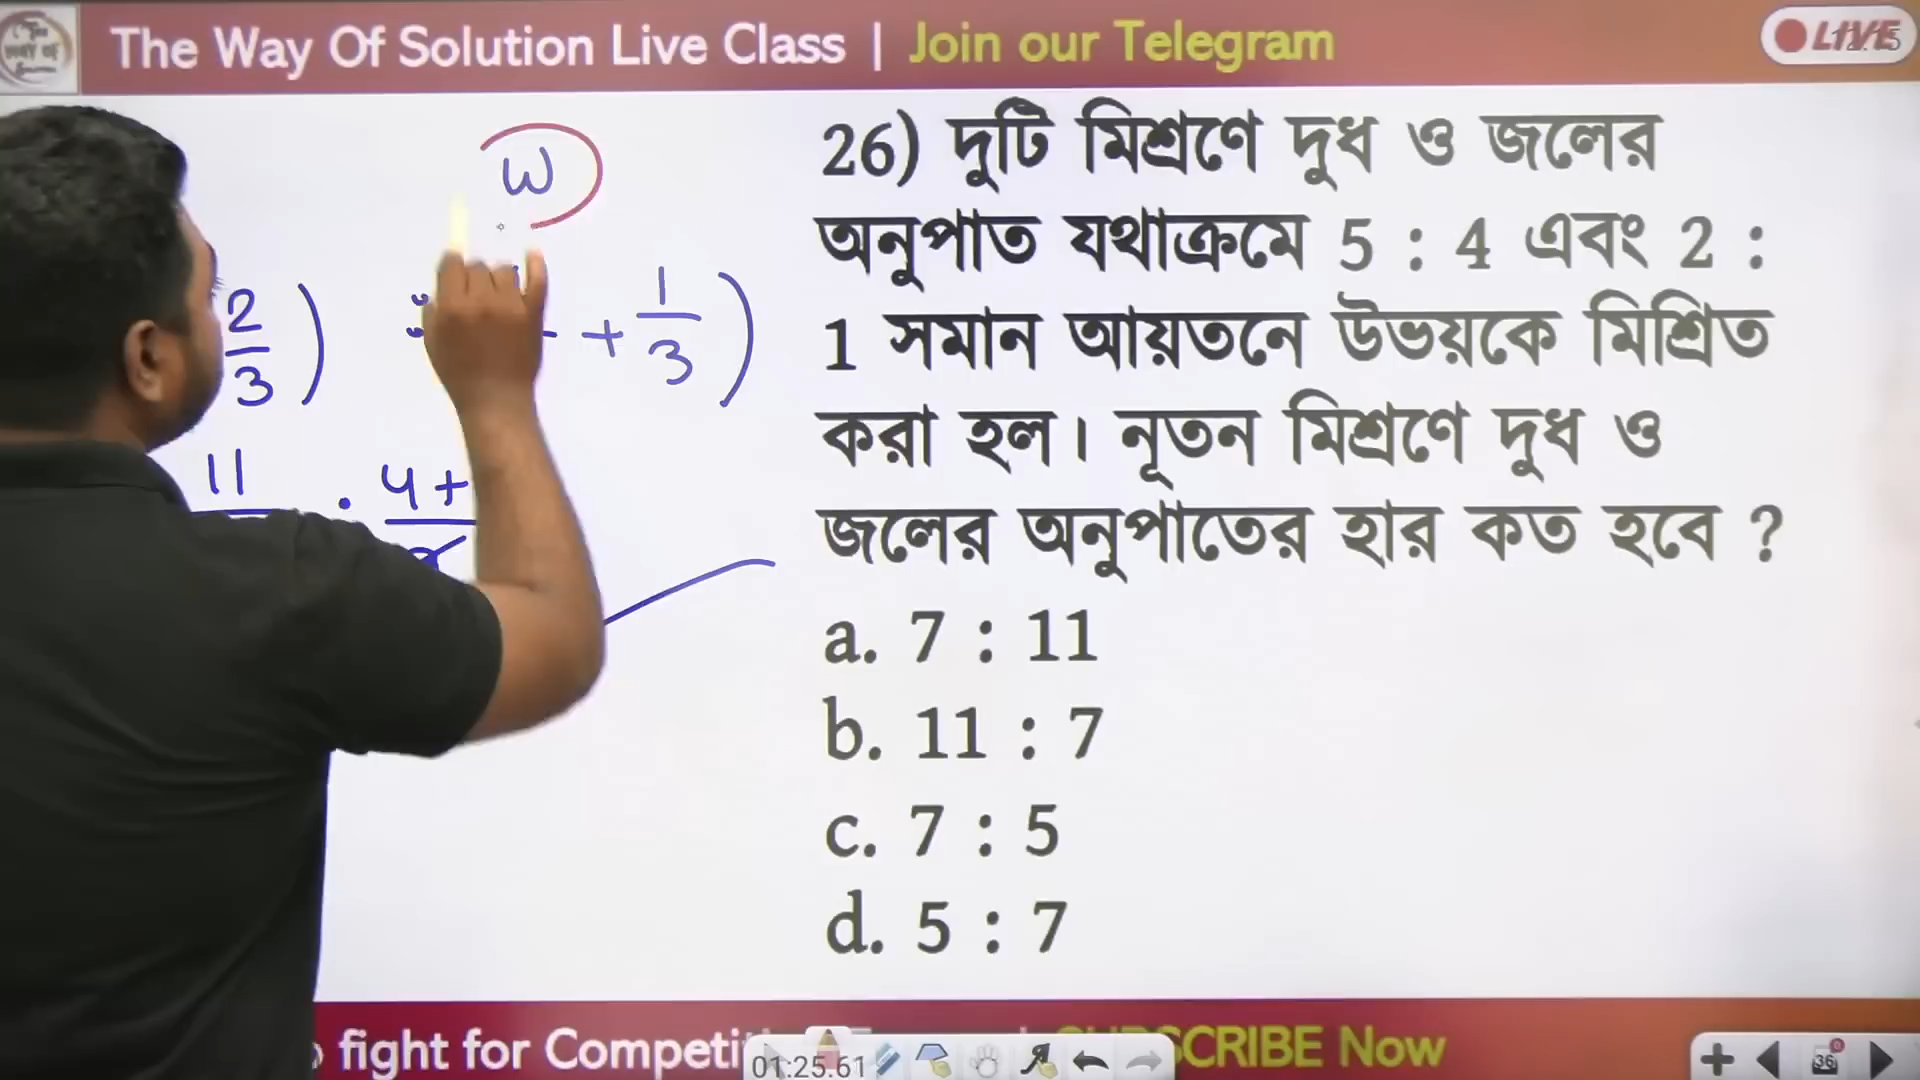 The Way Of Solution Live Class | Join our Telegram
LIVE
W
2/3 ) + 1/3 )
11 : 4+
26) দুটি মিশ্রণে দুধ ও জলের
অনুপাত যথাক্রমে 5 : 4 এবং 2 :
1 সমান আয়তনে উভয়কে মিশ্রিত
করা হল। নূতন মিশ্রণে দুধ ও
জলের অনুপাতের হার কত হবে ?
a. 7 : 11
b. 11 : 7
c. 7 : 5
d. 5 : 7
fight for Competi
SCRIBE Now
01:25.61
36